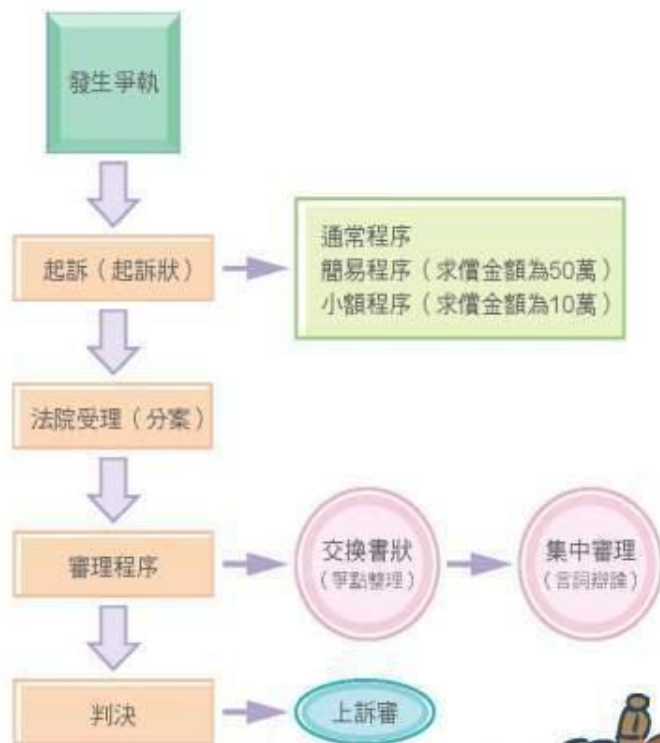 發生爭執
起訴（起訴狀）
通常程序
簡易程序（求償金額為50萬）
小額程序（求償金額為10萬）
法院受理（分案）
審理程序
交換書狀
（爭點整理）
集中審理
（言詞辯論）
判決
上訴審